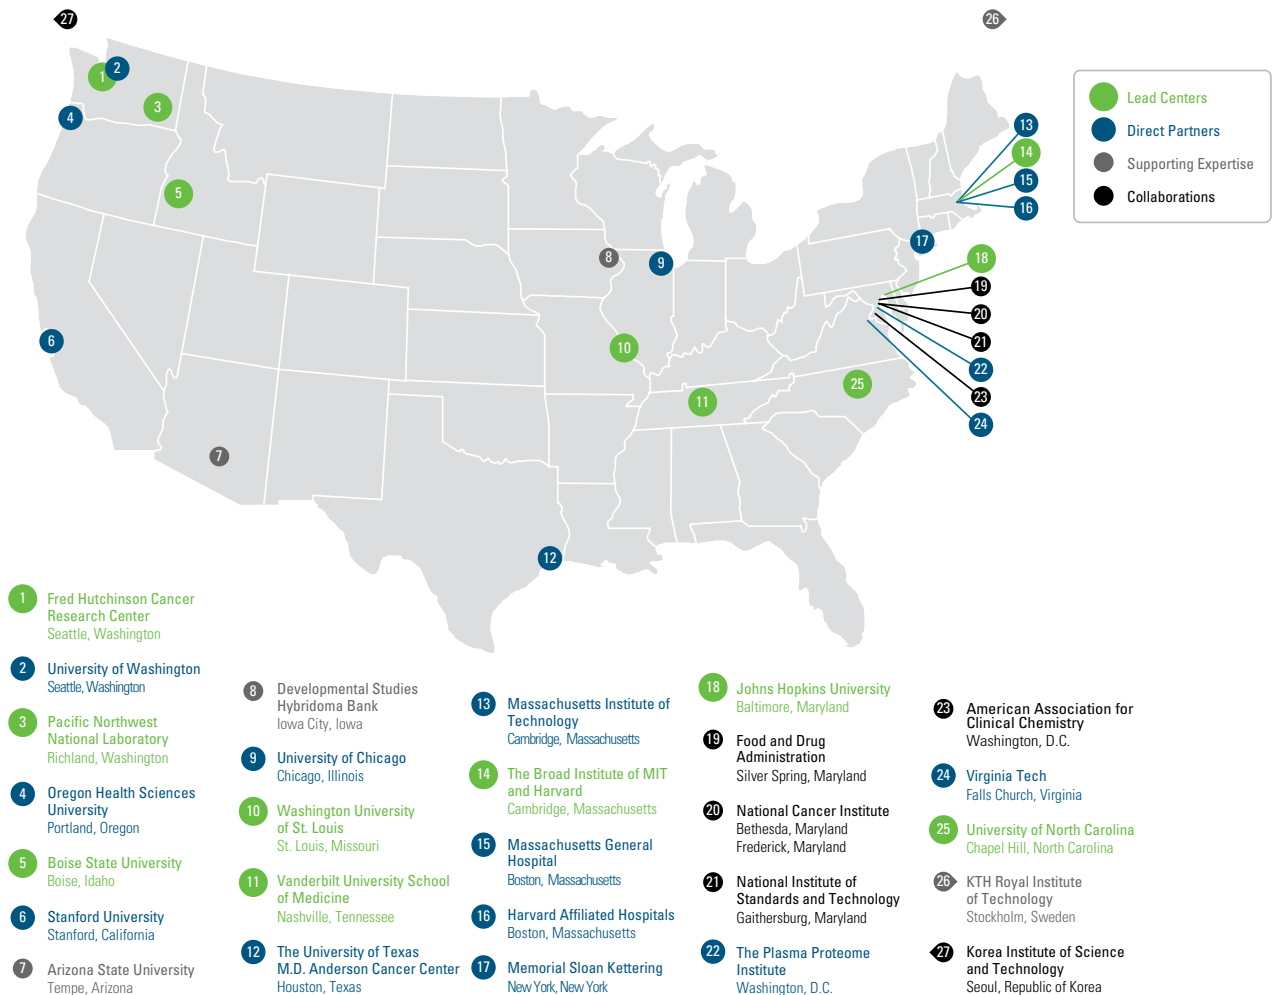 27
26
1
2
3
4
5
6
7
8
9
10
11
12
25
13
14
15
16
17
18
19
20
21
22
23
24
Lead Centers
Direct Partners
Supporting Expertise
Collaborations
1 Fred Hutchinson Cancer
Research Center
Seattle, Washington
2 University of Washington
Seattle, Washington
3 Pacific Northwest
National Laboratory
Richland, Washington
4 Oregon Health Sciences
University
Portland, Oregon
5 Boise State University
Boise, Idaho
6 Stanford University
Stanford, California
7 Arizona State University
Tempe, Arizona
8 Developmental Studies
Hybridoma Bank
Iowa City, Iowa
9 University of Chicago
Chicago, Illinois
10 Washington University
of St. Louis
St. Louis, Missouri
11 Vanderbilt University School
of Medicine
Nashville, Tennessee
12 The University of Texas
M.D. Anderson Cancer Center
Houston, Texas
13 Massachusetts Institute of
Technology
Cambridge, Massachusetts
14 The Broad Institute of MIT
and Harvard
Cambridge, Massachusetts
15 Massachusetts General
Hospital
Boston, Massachusetts
16 Harvard Affiliated Hospitals
Boston, Massachusetts
17 Memorial Sloan Kettering
New York, New York
18 Johns Hopkins University
Baltimore, Maryland
19 Food and Drug
Administration
Silver Spring, Maryland
20 National Cancer Institute
Bethesda, Maryland
Frederick, Maryland
21 National Institute of
Standards and Technology
Gaithersburg, Maryland
22 The Plasma Proteome
Institute
Washington, D.C.
23 American Association for
Clinical Chemistry
Washington, D.C.
24 Virginia Tech
Falls Church, Virginia
25 University of North Carolina
Chapel Hill, North Carolina
26 KTH Royal Institute
of Technology
Stockholm, Sweden
27 Korea Institute of Science
and Technology
Seoul, Republic of Korea